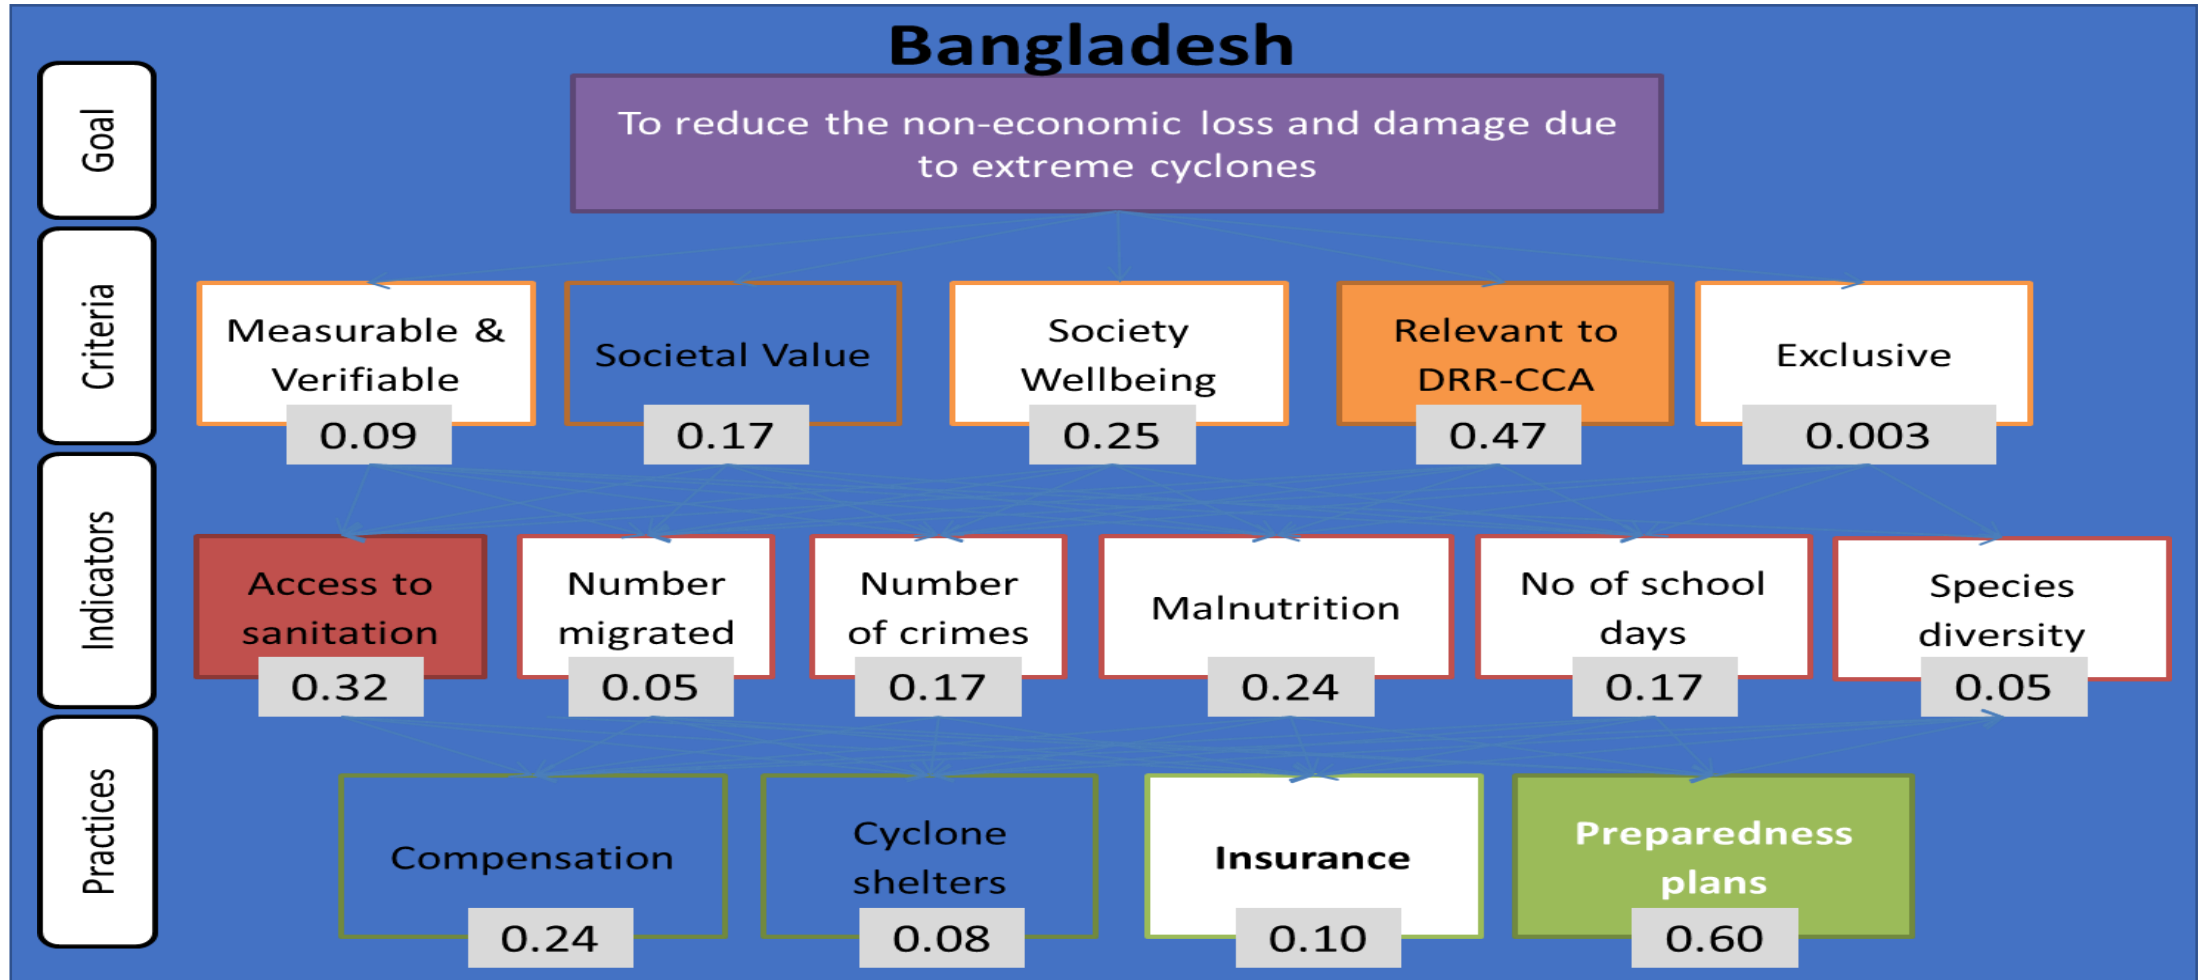 Bangladesh
Goal
To reduce the non-economic loss and damage due
to extreme cyclones
Criteria
Measurable &
Verifiable
0.09
Societal Value
0.17
Society
Wellbeing
0.25
Relevant to
DRR-CCA
0.47
Exclusive
0.003
Indicators
Access to
sanitation
0.32
Number
migrated
0.05
Number
of crimes
0.17
Malnutrition
0.24
No of school
days
0.17
Species
diversity
0.05
Practices
Compensation
0.24
Cyclone
shelters
0.08
Insurance
0.10
Preparedness
plans
0.60